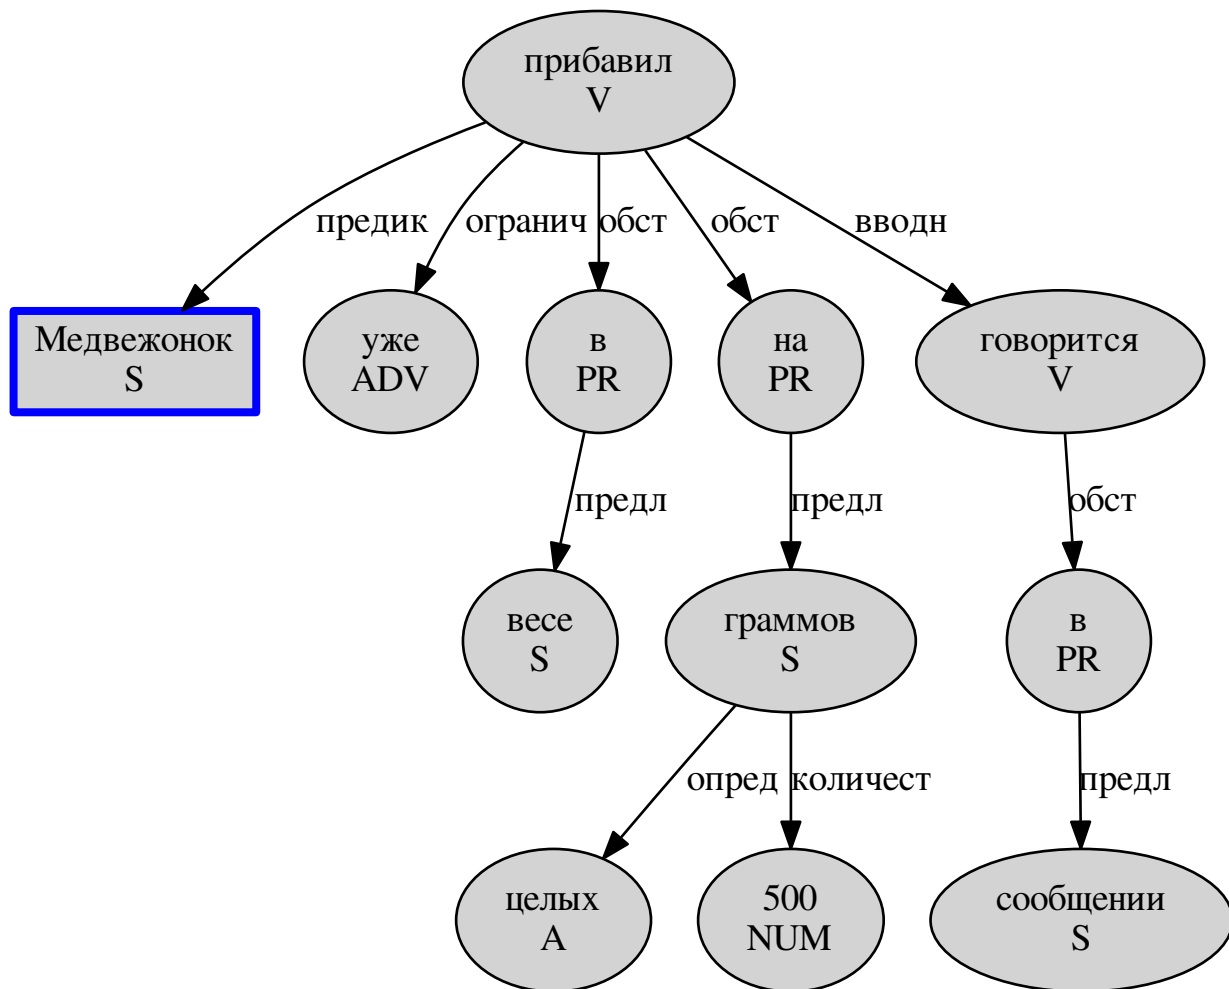 прибавил
V
предик
огранич
обст
обст
вводн
Медвежонок
S
уже
ADV
в
PR
на
PR
говорится
V
предл
предл
обст
весе
S
граммов
S
в
PR
опред
количест
предл
целых
A
500
NUM
сообщении
S